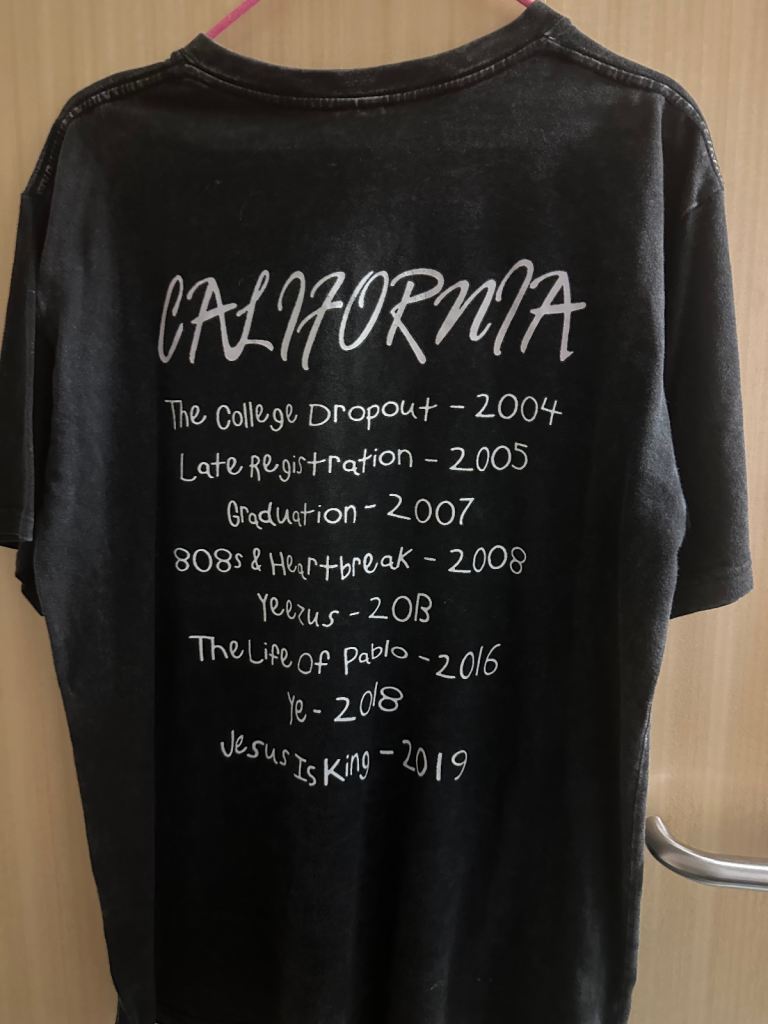 CALIFORNIA
The College Dropout - 2004
Late Registration - 2005
Graduation - 2007
808s & Heartbreak - 2008
Yeezus - 2013
The Life Of Pablo - 2016
Ye - 2018
Jesus Is King - 2019